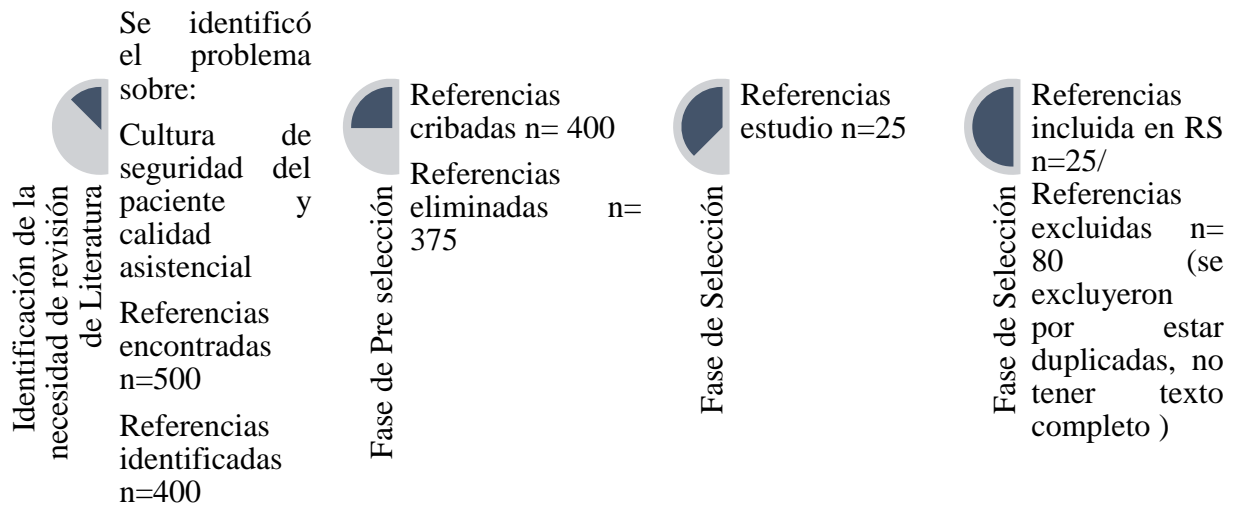 Identificación de la
necesidad de revisión
de Literatura
Se identificó
el problema
sobre:
Cultura de
seguridad del
paciente y
calidad
asistencial
Referencias
encontradas
n=500
Referencias
identificadas
n=400
Fase de Pre selección
Referencias
cribadas n= 400
Referencias
eliminadas n=
375
Fase de Selección
Referencias
estudio n=25
Fase de Selección
Referencias
incluida en RS
n=25/
Referencias
excluidas n=
80 (se
excluyeron
por estar
duplicadas, no
tener texto
completo )